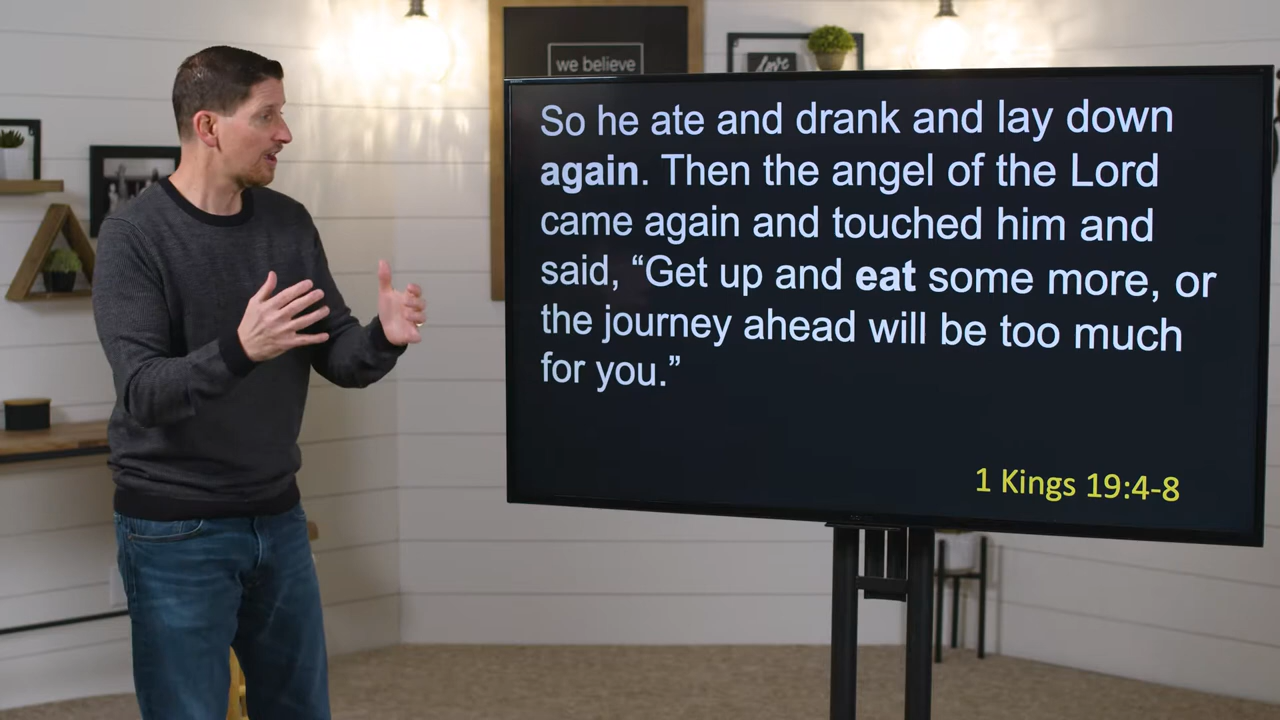 we believe
love
So he ate and drank and lay down
again. Then the angel of the Lord
came again and touched him and
said, “Get up and eat some more, or
the journey ahead will be too much
for you.”
1 Kings 19:4-8